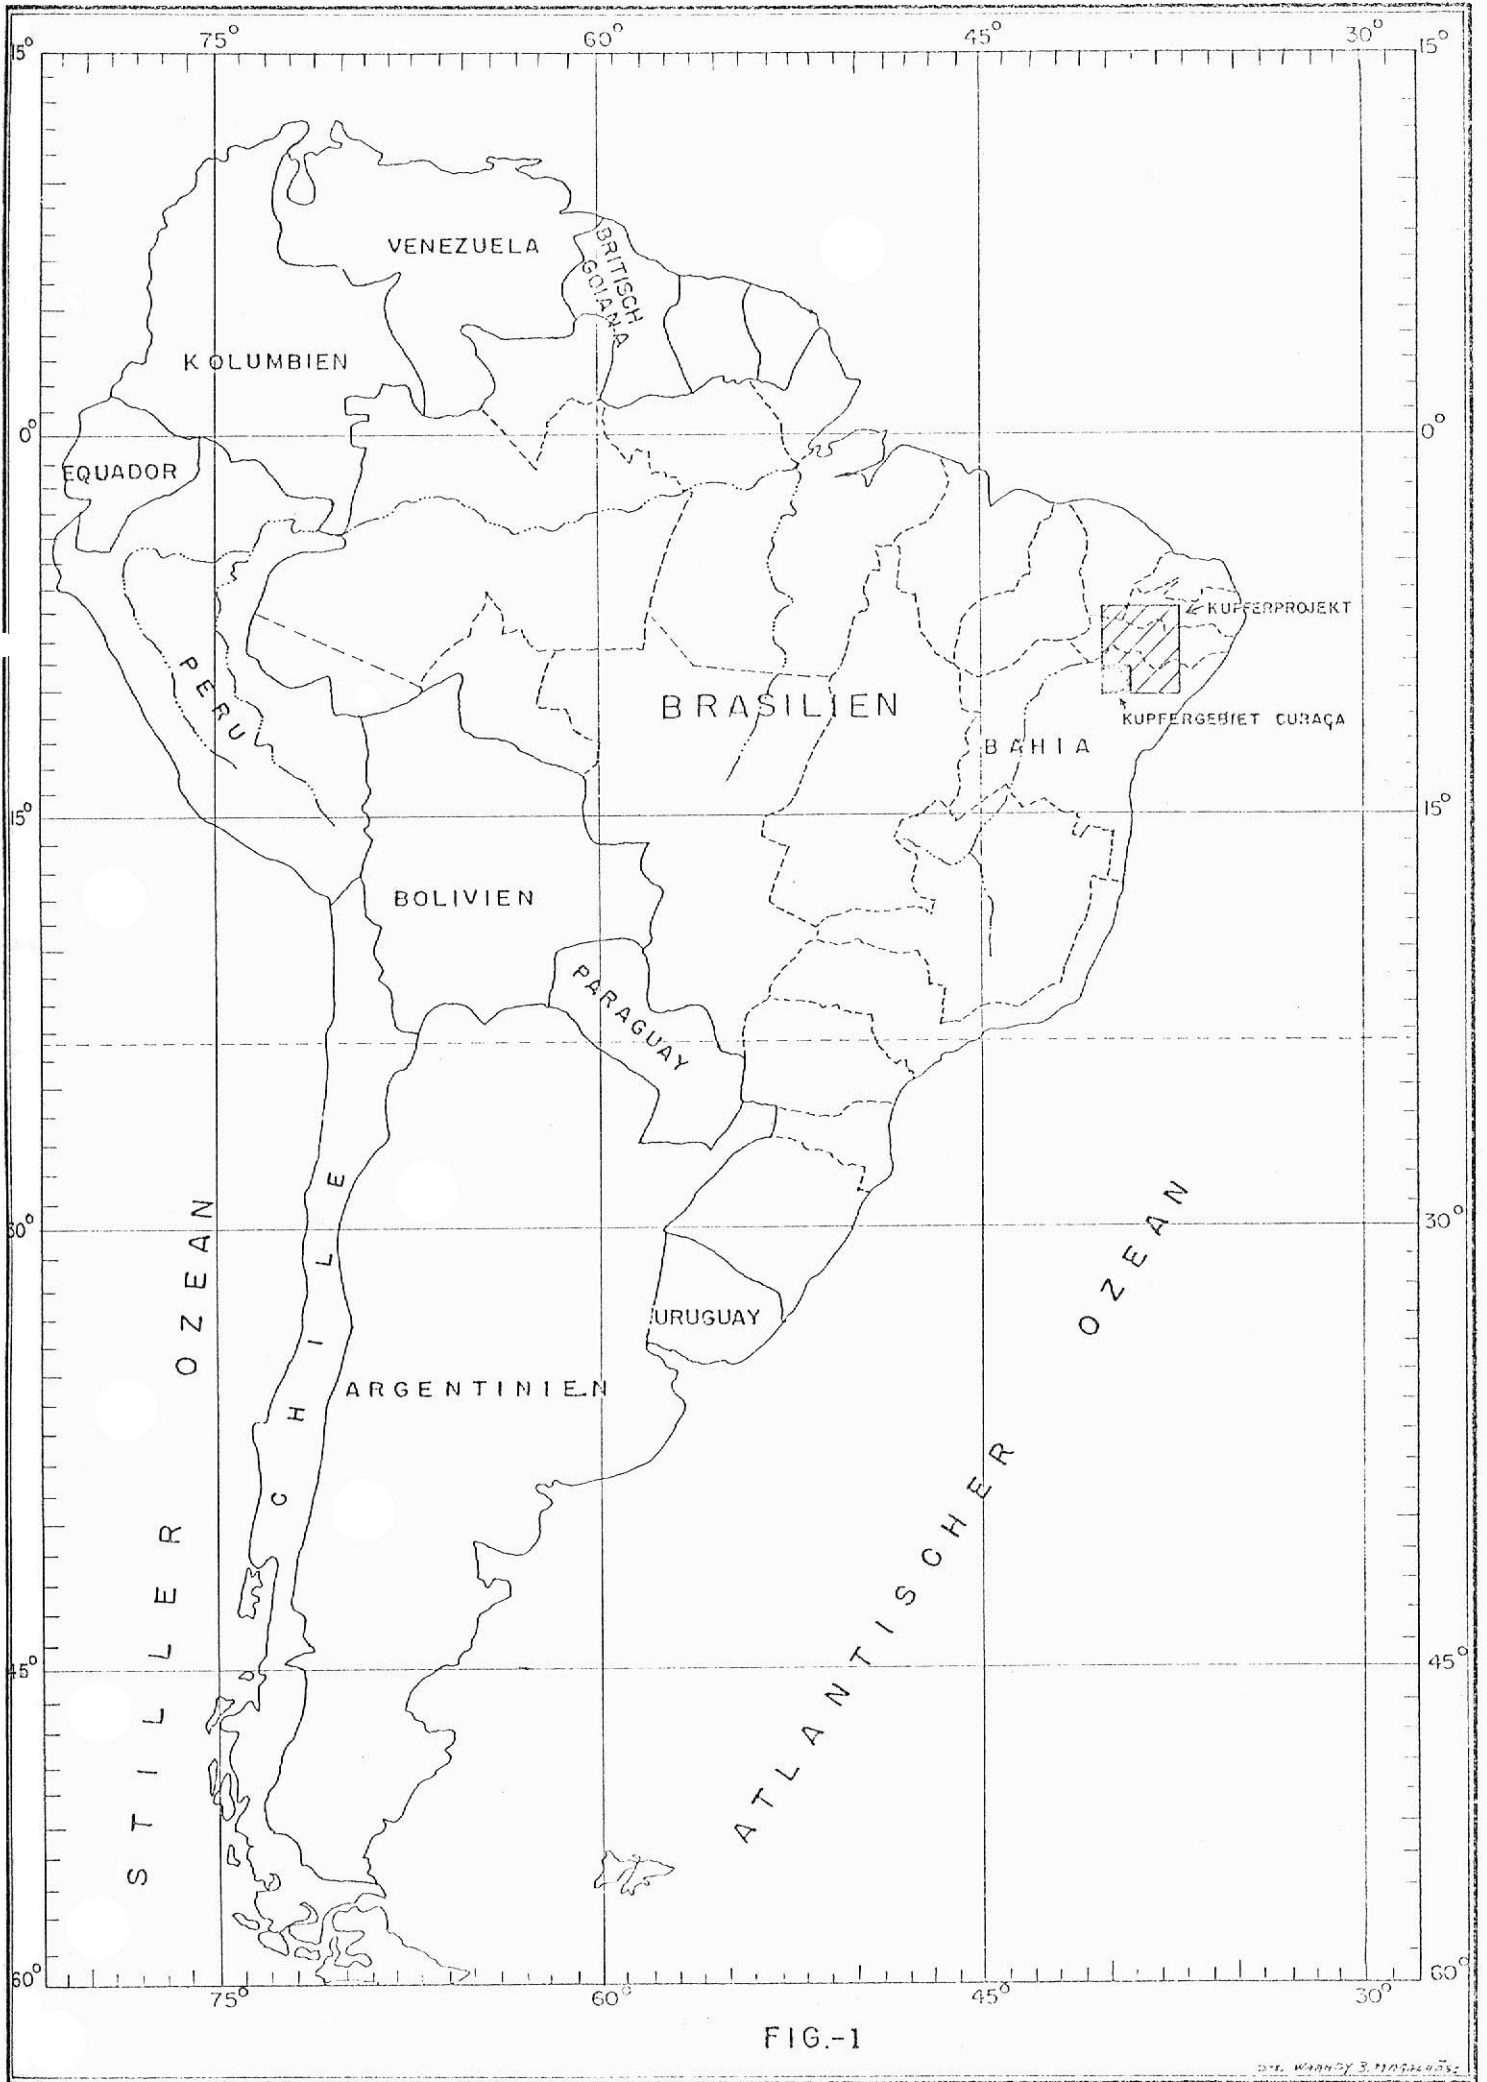 75° 60° 45° 30°
15° 15°
VENEZUELA
BRITISCH
GOIANA
KOLUMBIEN
0° 0°
EQUADOR
KUPFERPROJEKT
PERU
BRASILIEN
KUPFERGEBIET CURAÇA
BAHIA
15° 15°
BOLIVIEN
PARAGUAY
CHILE
30° 30°
URUGUAY
ARGENTINIEN
STILLER OZEAN
ATLANTISCHER OZEAN
45° 45°
60° 60°
75° 60° 45° 30°
FIG.-1